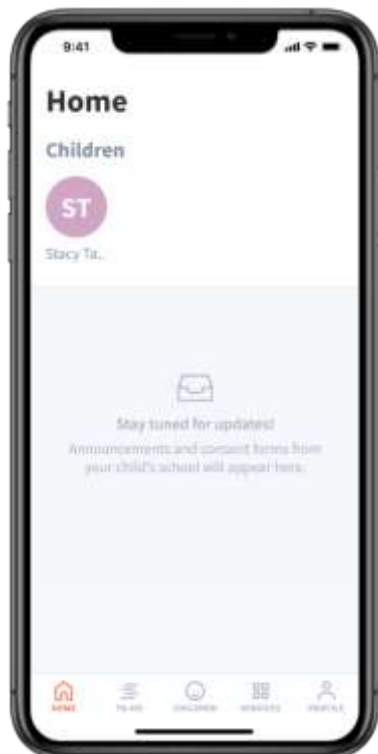 9:41
Home
Children
ST
Stacy Ta..
Stay tuned for updates!
Announcements and consent forms from
your child's school will appear here.
HOME
CHILDREN
SERVICES
PROFILE